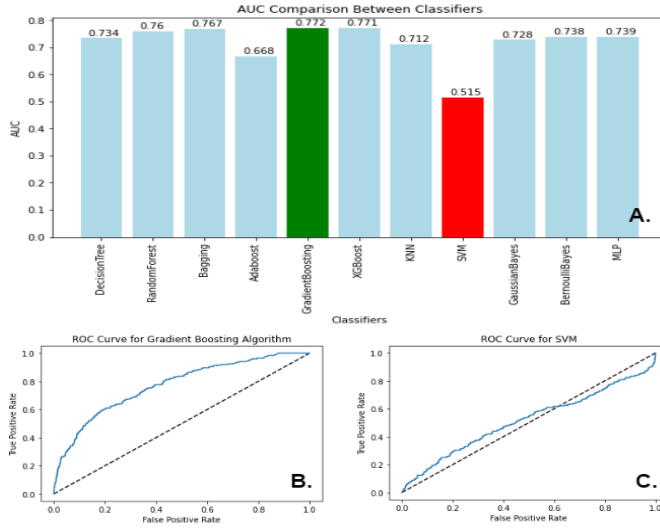 AUC Comparison Between Classifiers
0.8
0.7
0.6
0.5
0.4
0.3
0.2
0.1
0.0
AUC
0.734
0.76
0.767
0.668
0.772
0.771
0.712
0.515
0.728
0.738
0.739
A.
DecisionTree
RandomForest
Bagging
Adaboost
GradientBoosting
XGBoost
KNN
SVM
GaussianBayes
BernoulliBayes
MLP
Classifiers
ROC Curve for Gradient Boosting Algorithm
1.0
0.8
0.6
0.4
0.2
0.0
True Positive Rate
B.
0.0 0.2 0.4 0.6 0.8 1.0
False Positive Rate
ROC Curve for SVM
1.0
0.8
0.6
0.4
0.2
0.0
True Positive Rate
C.
0.0 0.2 0.4 0.6 0.8 1.0
False Positive Rate